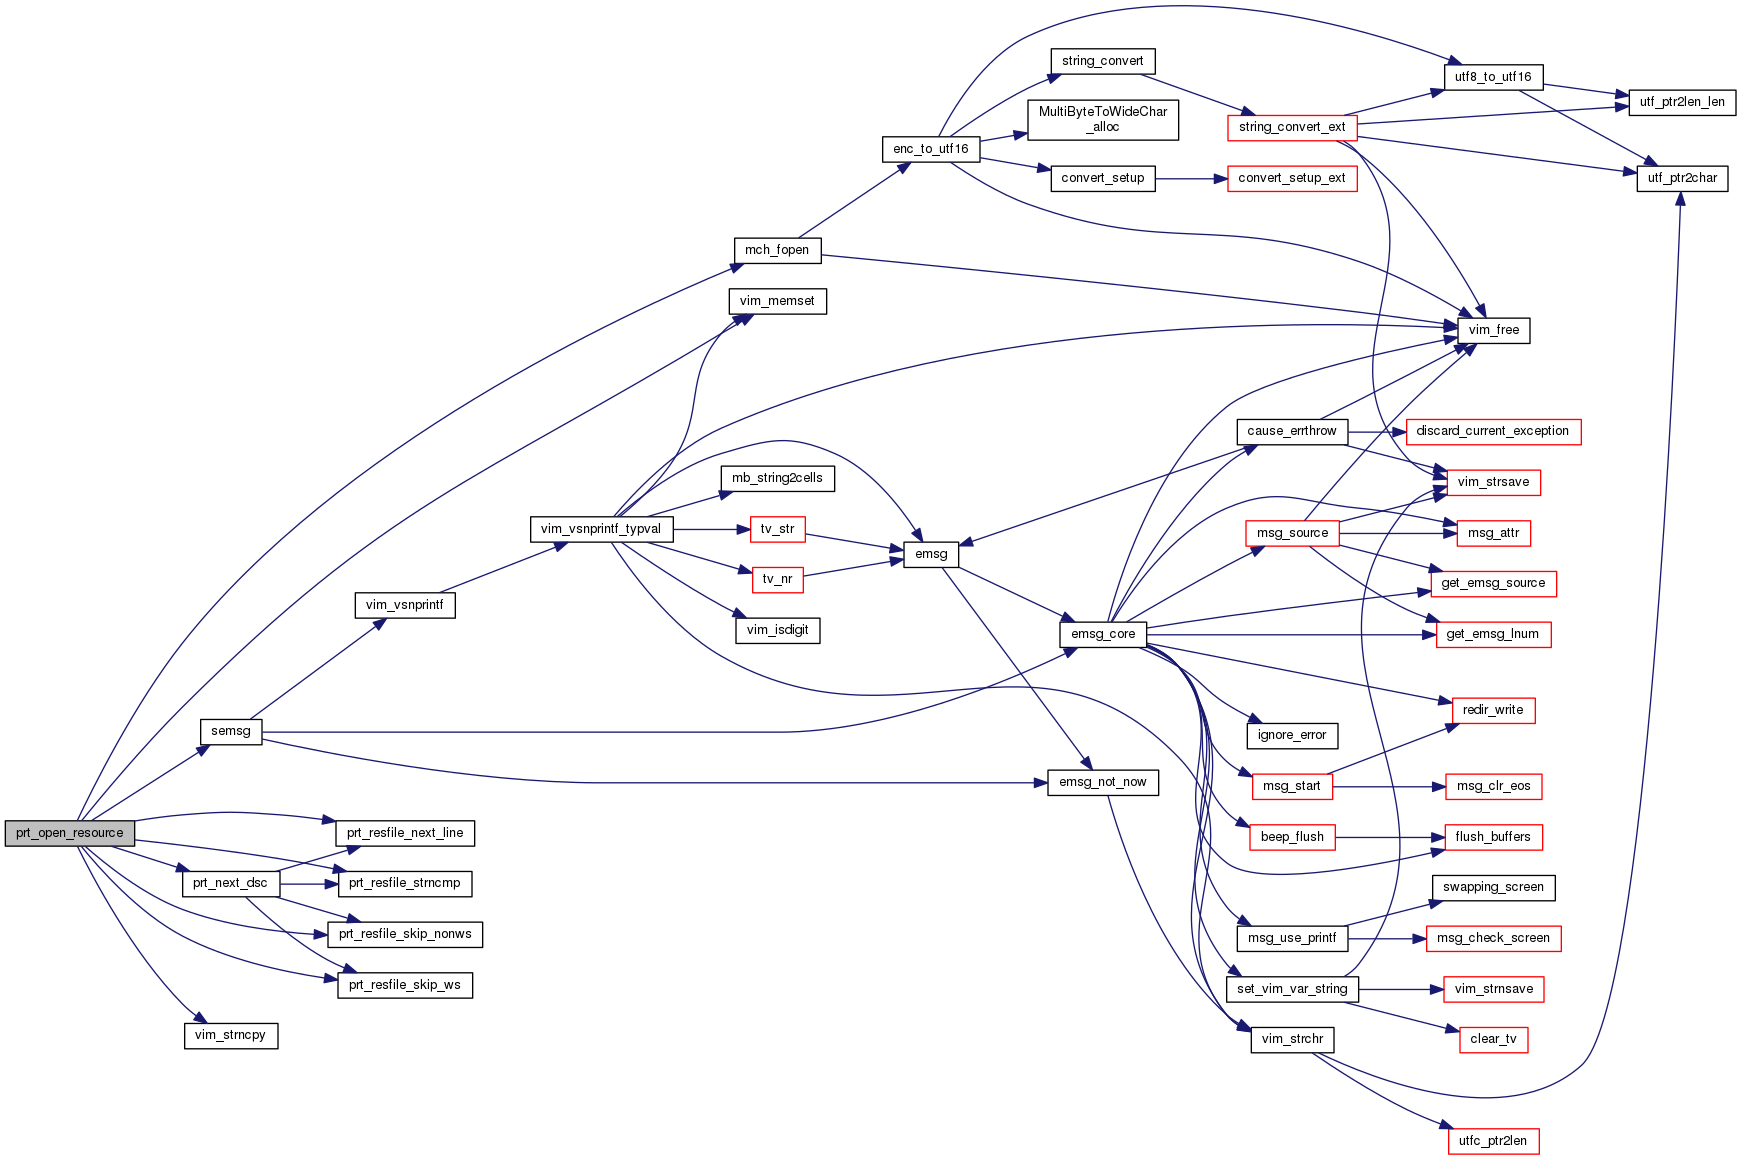 string_convert
utf8_to_utf16
utf_ptr2len_len
MultiByteToWideChar
_alloc
string_convert_ext
enc_to_utf16
convert_setup
convert_setup_ext
utf_ptr2char
mch_fopen
vim_memset
vim_free
cause_errthrow
discard_current_exception
mb_string2cells
vim_strsave
vim_vsnprintf_typval
tv_str
msg_source
msg_attr
emsg
tv_nr
get_emsg_source
vim_vsnprintf
vim_isdigit
emsg_core
get_emsg_lnum
redir_write
semsg
ignore_error
emsg_not_now
msg_start
msg_clr_eos
prt_open_resource
prt_resfile_next_line
beep_flush
flush_buffers
prt_next_dsc
prt_resfile_strncmp
swapping_screen
prt_resfile_skip_nonws
msg_use_printf
msg_check_screen
prt_resfile_skip_ws
set_vim_var_string
vim_strnsave
vim_strncpy
vim_strchr
clear_tv
utfc_ptr2len